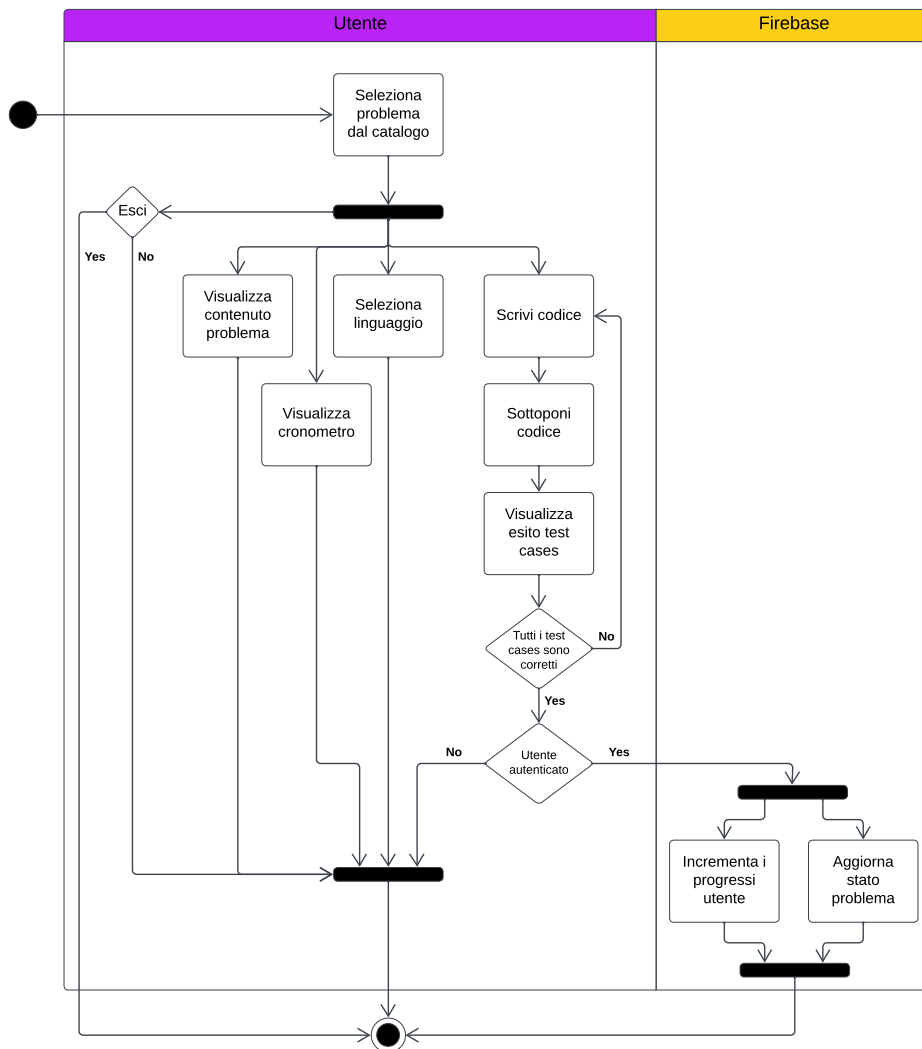 Utente
Firebase
Seleziona
problema
dal catalogo
Esci
Yes
No
Visualizza
contenuto
problema
Seleziona
linguaggio
Scrivi codice
Visualizza
cronometro
Sottoponi
codice
Visualizza
esito test
cases
Tutti i test
cases sono
corretti
No
Yes
Utente
autenticato
No
Yes
Incrementa i
progressi
utente
Aggiorna
stato
problema